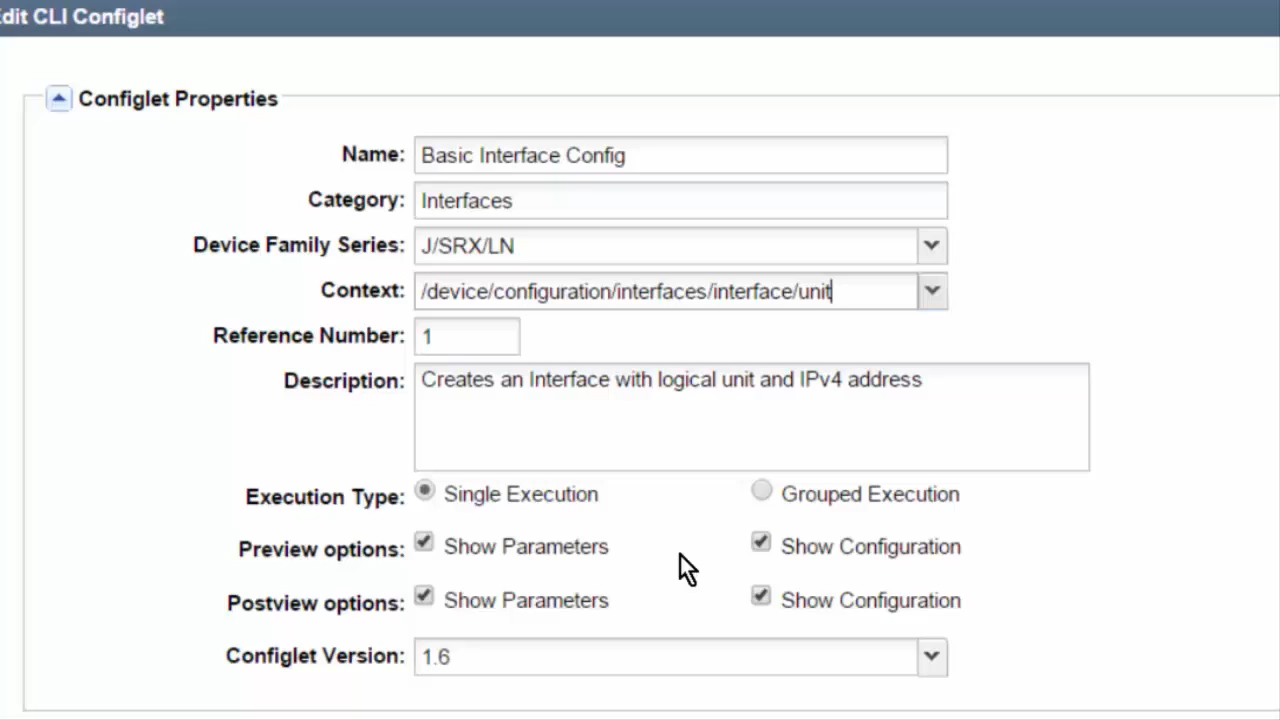 Edit CLI Configlet
Configlet Properties
Name: Basic Interface Config
Category: Interfaces
Device Family Series: J/SRX/LN
Context: /device/configuration/interfaces/interface/unit
Reference Number: 1
Description: Creates an Interface with logical unit and IPv4 address
Execution Type: Single Execution Grouped Execution
Preview options: Show Parameters Show Configuration
Postview options: Show Parameters Show Configuration
Configlet Version: 1.6